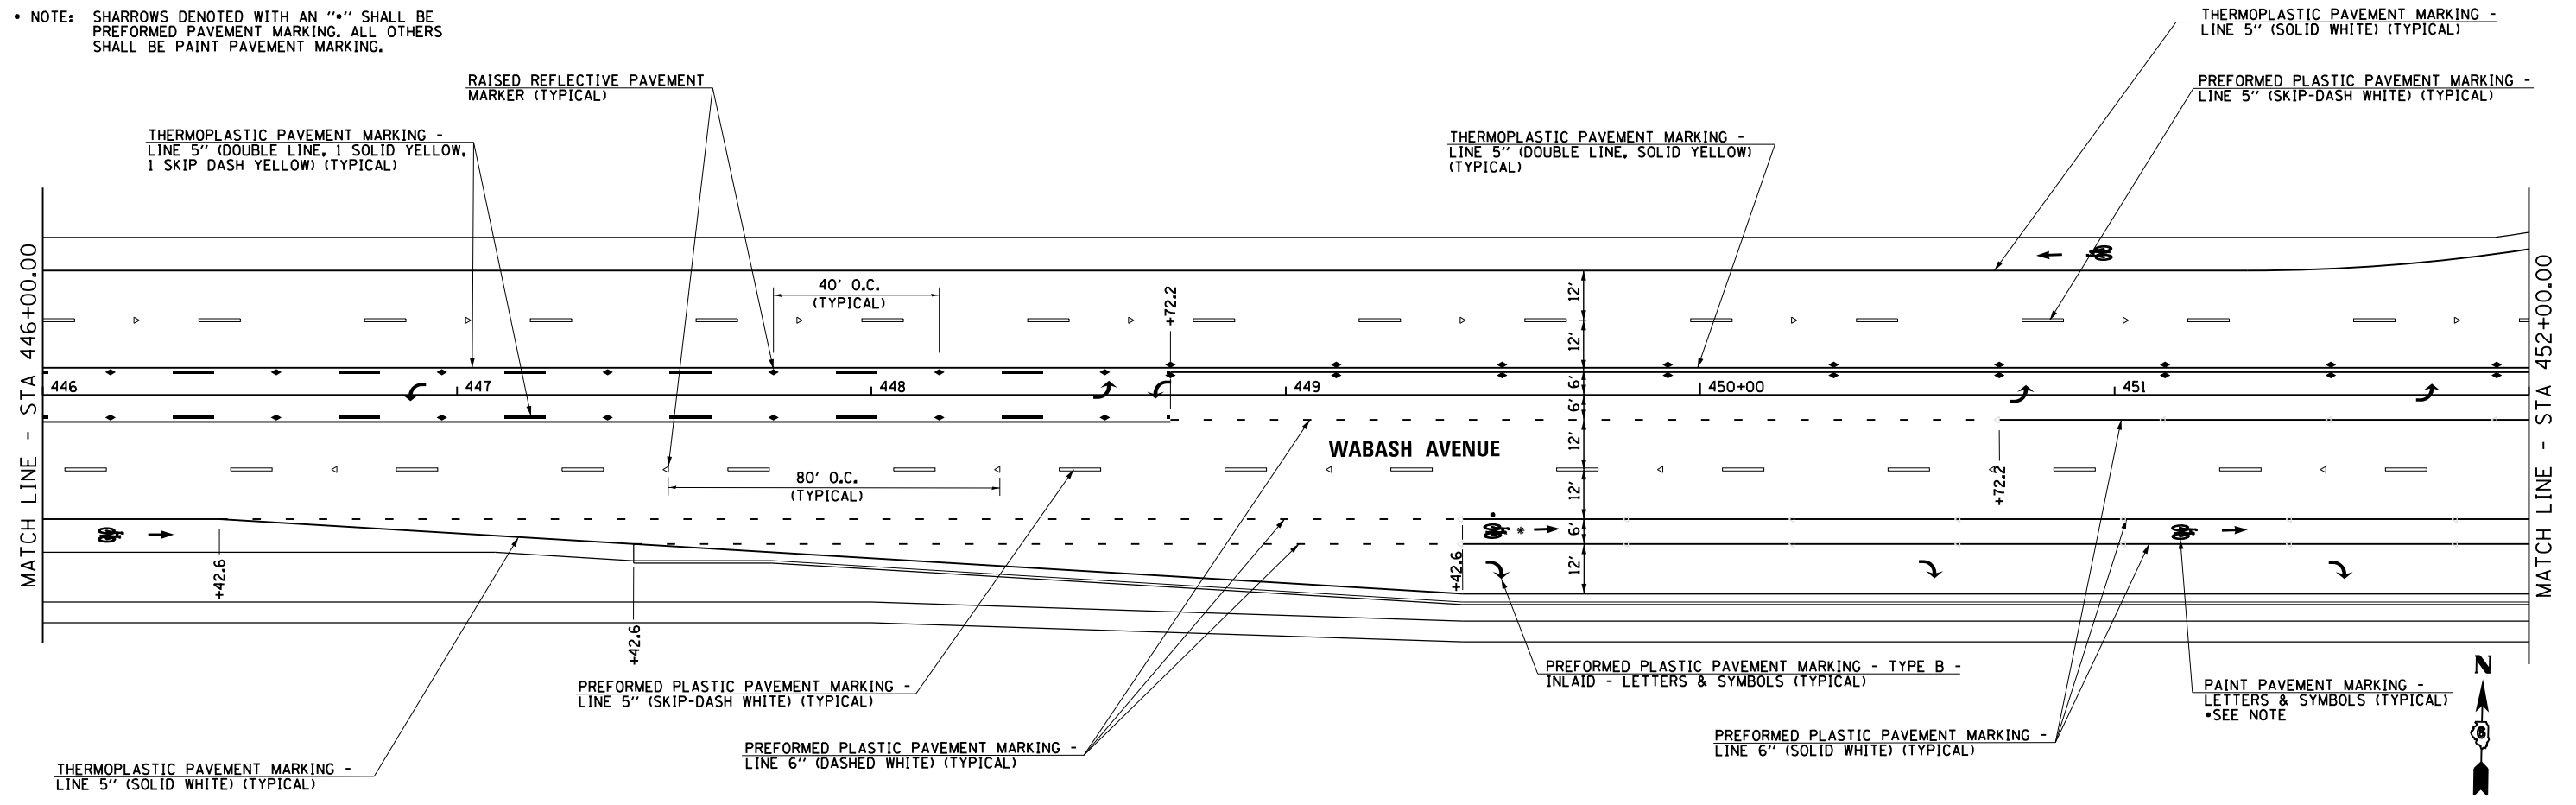 • NOTE: SHARROWS DENOTED WITH AN "•" SHALL BE
PREFORMED PAVEMENT MARKING. ALL OTHERS
SHALL BE PAINT PAVEMENT MARKING.
THERMOPLASTIC PAVEMENT MARKING -
LINE 5" (SOLID WHITE) (TYPICAL)
RAISED REFLECTIVE PAVEMENT
MARKER (TYPICAL)
PREFORMED PLASTIC PAVEMENT MARKING -
LINE 5" (SKIP-DASH WHITE) (TYPICAL)
THERMOPLASTIC PAVEMENT MARKING -
LINE 5" (DOUBLE LINE, 1 SOLID YELLOW,
1 SKIP DASH YELLOW) (TYPICAL)
THERMOPLASTIC PAVEMENT MARKING -
LINE 5" (DOUBLE LINE, SOLID YELLOW)
(TYPICAL)
MATCH LINE - STA 446+00.00
40' O.C.
(TYPICAL)
+72.2
12'
12'
6'
6'
12'
12'
6'
12'
446
447
448
449
450+00
451
WABASH AVENUE
80' O.C.
(TYPICAL)
+72.2
+42.6
+42.6
+42.6
*
MATCH LINE - STA 452+00.00
PREFORMED PLASTIC PAVEMENT MARKING - TYPE B -
INLAID - LETTERS & SYMBOLS (TYPICAL)
PREFORMED PLASTIC PAVEMENT MARKING -
LINE 5" (SKIP-DASH WHITE) (TYPICAL)
PAINT PAVEMENT MARKING -
LETTERS & SYMBOLS (TYPICAL)
•SEE NOTE
PREFORMED PLASTIC PAVEMENT MARKING -
LINE 6" (SOLID WHITE) (TYPICAL)
PREFORMED PLASTIC PAVEMENT MARKING -
LINE 6" (DASHED WHITE) (TYPICAL)
THERMOPLASTIC PAVEMENT MARKING -
LINE 5" (SOLID WHITE) (TYPICAL)
N
6